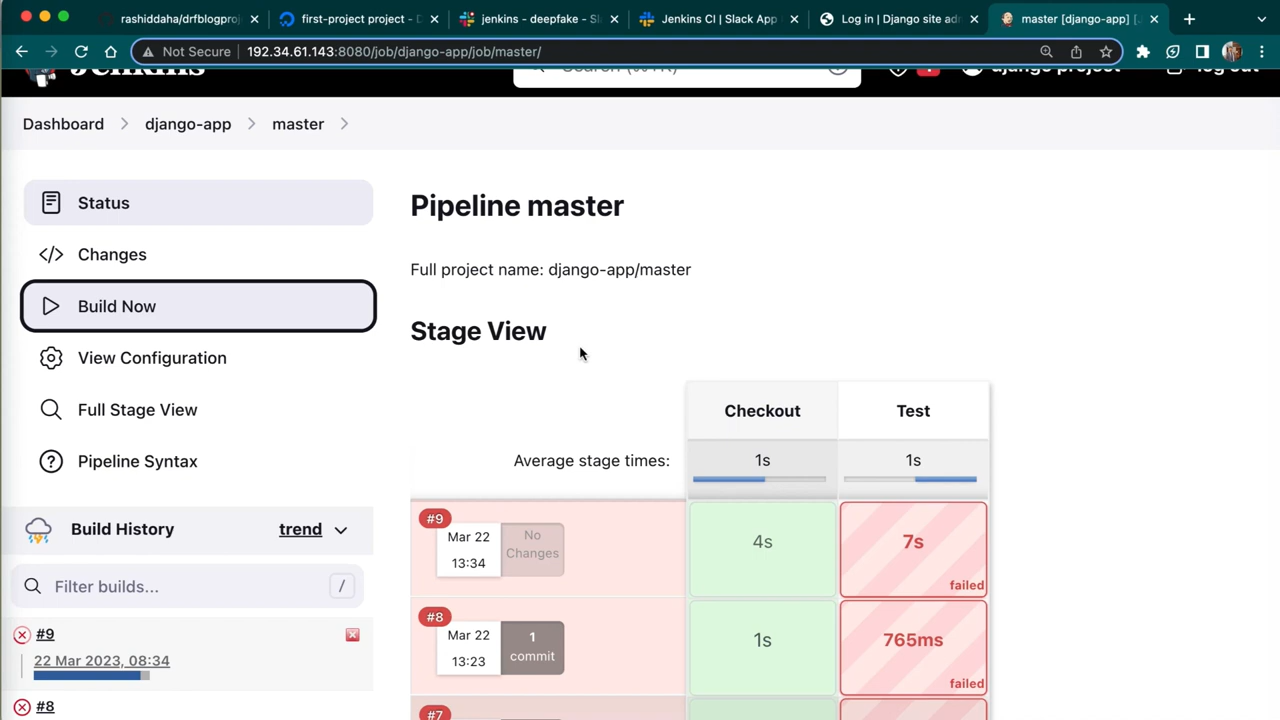 rashiddaha/drfblogproj
first-project project - D
jenkins - deepfake - Sl
Jenkins CI | Slack App
Log in | Django site adm
master [django-app] [J
Not Secure
192.34.61.143:8080/job/django-app/job/master/
Jenkins
Search (⌘+K)
django project
log out
Dashboard
django-app
master
Status
Changes
Build Now
View Configuration
Full Stage View
Pipeline Syntax
Build History
trend
Filter builds...
/
#9
22 Mar 2023, 08:34
#8
Pipeline master
Full project name: django-app/master
Stage View
Checkout
Test
Average stage times:
1s
1s
#9
Mar 22
13:34
No
Changes
4s
7s
failed
#8
Mar 22
13:23
1
commit
1s
765ms
failed
#7